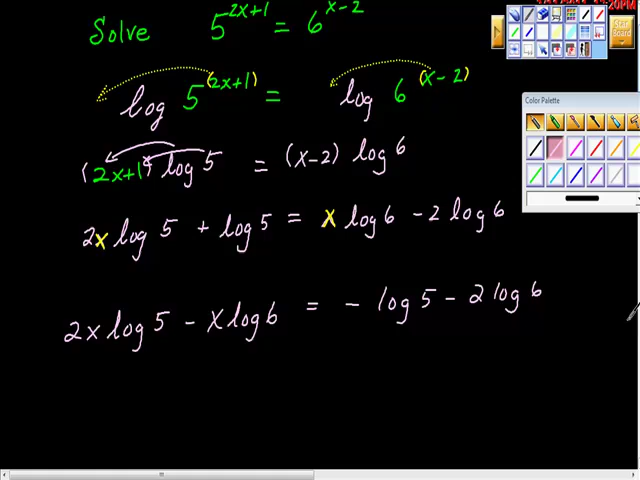 Solve 5^{2x+1} = 6^{x-2}
log 5^{(2x+1)} = log 6^{(x-2)}
(2x+1) log 5 = (x-2) log 6
2x log 5 + log 5 = x log 6 - 2 log 6
2x log 5 - x log 6 = - log 5 - 2 log 6
Start
Board
Color Palette